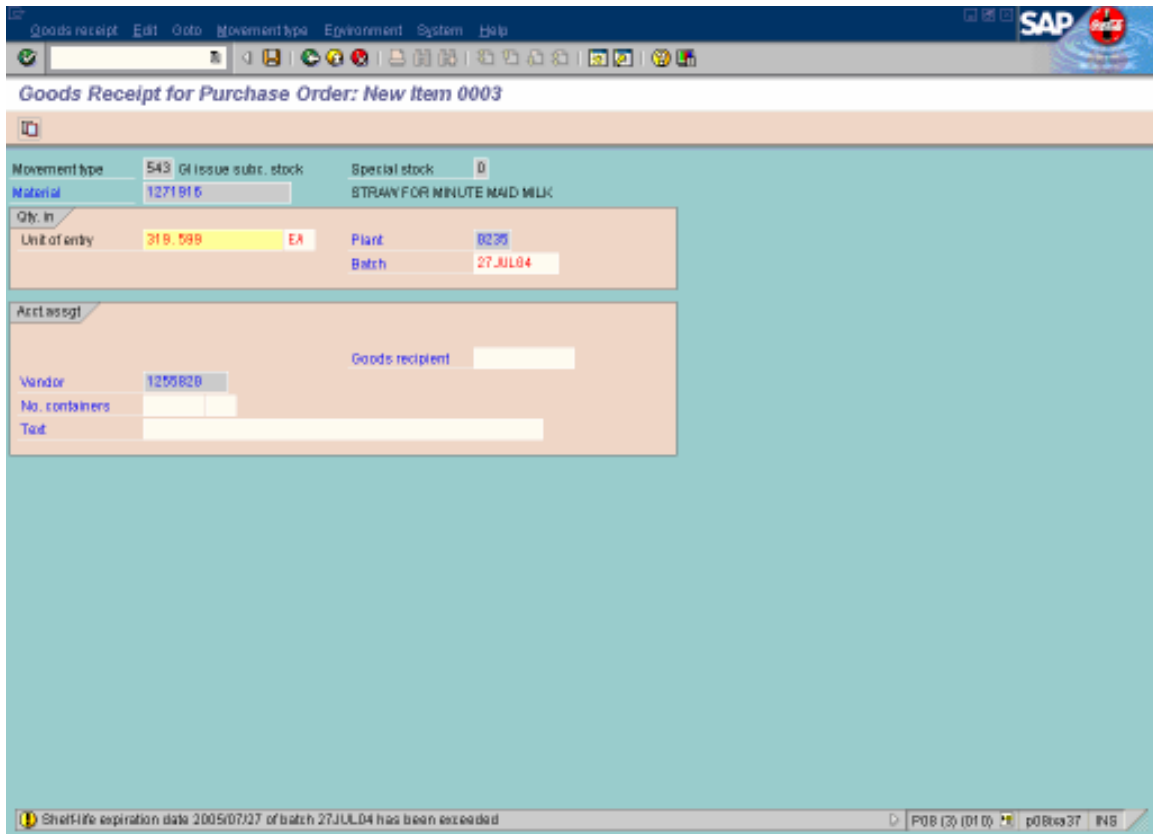 Goods receipt Edit Goto Movement type Environment System Help
SAP
Goods Receipt for Purchase Order: New Item 0003
Movement type 543 GI issue subc. stock Special stock O
Material 1271915 STRAW FOR MINUTE MAID MILK
Qty. in
Unit of entry 319.599 EA Plant 0235
Batch 27JUL04
Acct assgt
Goods recipient
Vendor 1255828
No. containers
Text
Shelf-life expiration date 2005/07/27 of batch 27JUL04 has been exceeded P08 (3) (010) INS